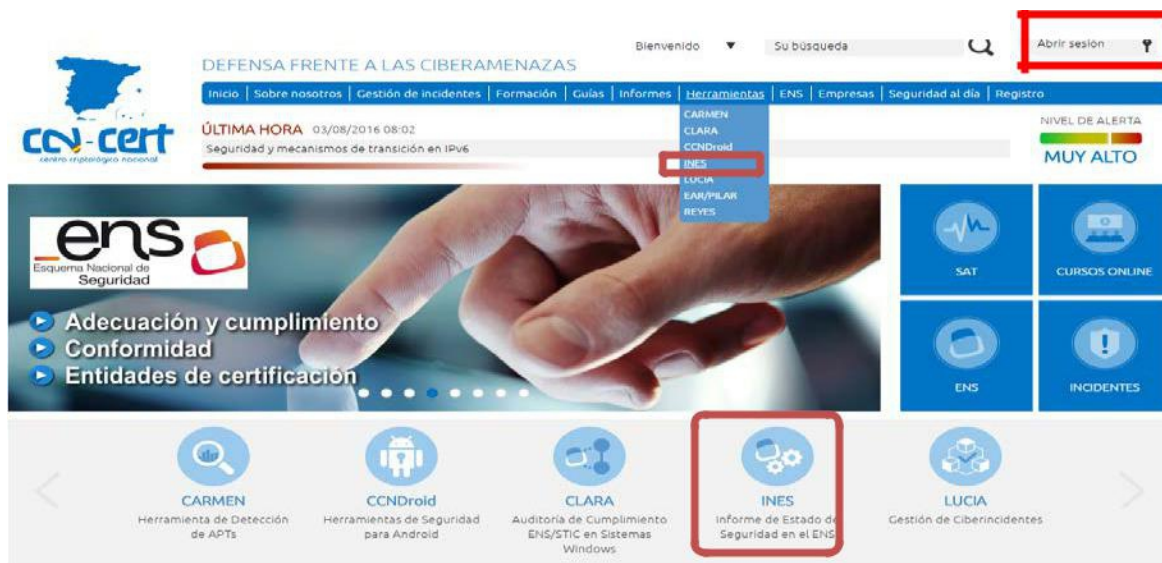 Bienvenido ▼ Su búsqueda Abrir sesión
DEFENSA FRENTE A LAS CIBERAMENAZAS
Inicio | Sobre nosotros | Gestión de incidentes | Formación | Guías | Informes | Herramientas | ENS | Empresas | Seguridad al día | Registro
CARMEN
CLARA
CCNDroid
INES
LUCIA
EAR/PILAR
REYES
ccn-cert
centro criptológico nacional
ÚLTIMA HORA 03/08/2016 08:02
Seguridad y mecanismos de transición en IPv6
NIVEL DE ALERTA
MUY ALTO
ens
Esquema Nacional de
Seguridad
Adecuación y cumplimiento
Conformidad
Entidades de certificación
SAT
CURSOS ONLINE
ENS
INCIDENTES
CARMEN
Herramienta de Detección
de APTs
CCNDroid
Herramientas de Seguridad
para Android
CLARA
Auditoría de Cumplimiento
ENS/STIC en Sistemas
Windows
INES
Informe de Estado de
Seguridad en el ENS
LUCIA
Gestión de Ciberincidentes